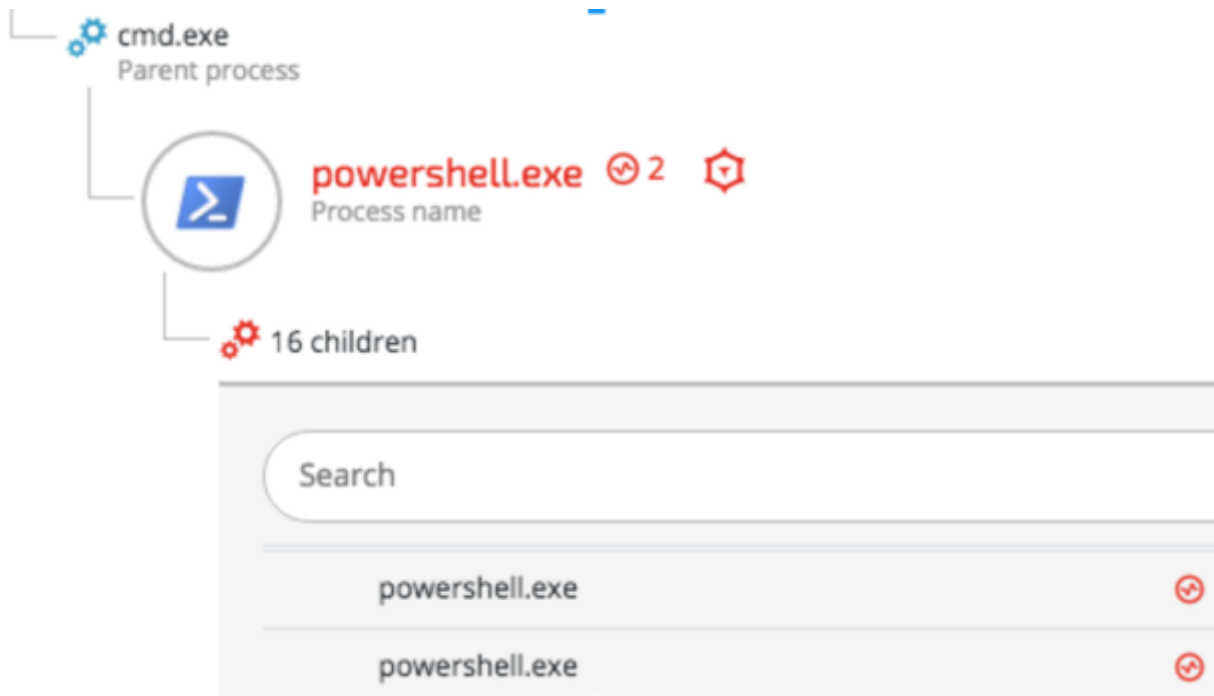 cmd.exe
Parent process
powershell.exe 2
Process name
16 children
Search
powershell.exe
powershell.exe